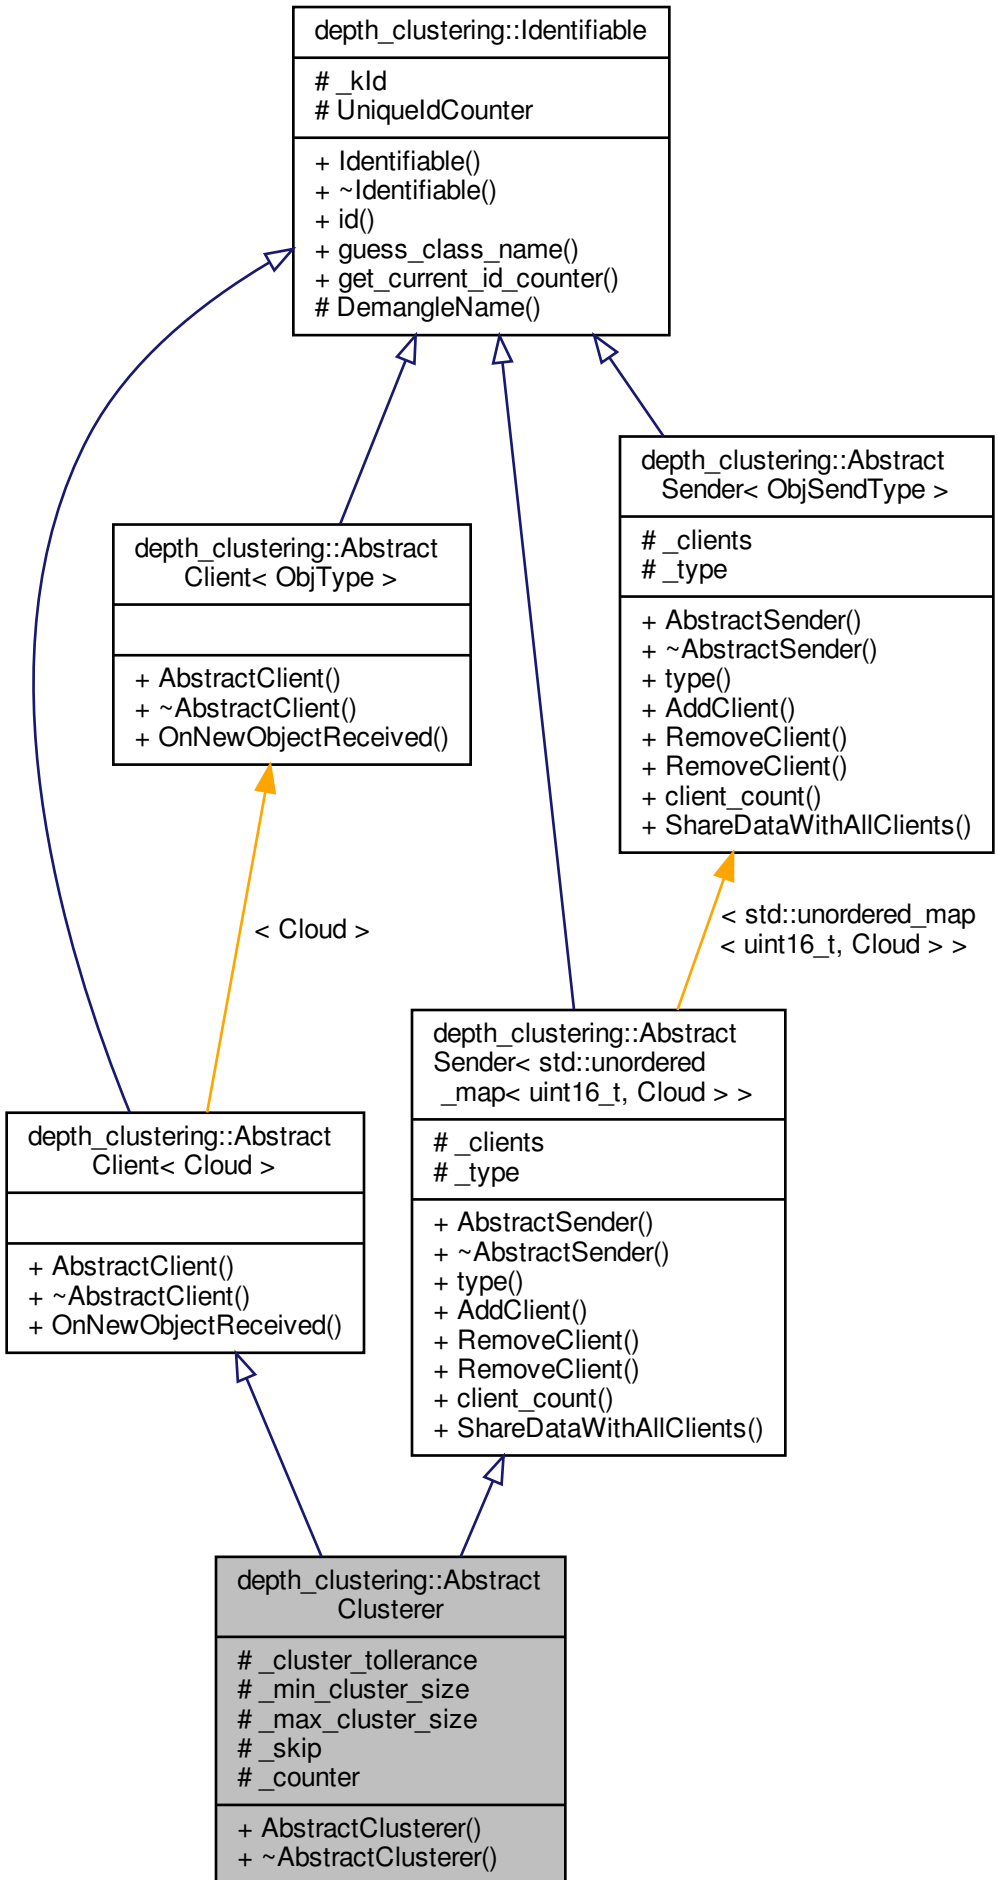 depth_clustering::Identifiable
# _kId
# UniqueIdCounter
+ Identifiable()
+ ~Identifiable()
+ id()
+ guess_class_name()
+ get_current_id_counter()
# DemangleName()
depth_clustering::Abstract
Sender< ObjSendType >
# _clients
# _type
+ AbstractSender()
+ ~AbstractSender()
+ type()
+ AddClient()
+ RemoveClient()
+ RemoveClient()
+ client_count()
+ ShareDataWithAllClients()
depth_clustering::Abstract
Client< ObjType >
+ AbstractClient()
+ ~AbstractClient()
+ OnNewObjectReceived()
< Cloud >
< std::unordered_map
< uint16_t, Cloud > >
depth_clustering::Abstract
Sender< std::unordered
_map< uint16_t, Cloud > >
# _clients
# _type
+ AbstractSender()
+ ~AbstractSender()
+ type()
+ AddClient()
+ RemoveClient()
+ RemoveClient()
+ client_count()
+ ShareDataWithAllClients()
depth_clustering::Abstract
Client< Cloud >
+ AbstractClient()
+ ~AbstractClient()
+ OnNewObjectReceived()
depth_clustering::Abstract
Clusterer
# _cluster_tollerance
# _min_cluster_size
# _max_cluster_size
# _skip
# _counter
+ AbstractClusterer()
+ ~AbstractClusterer()